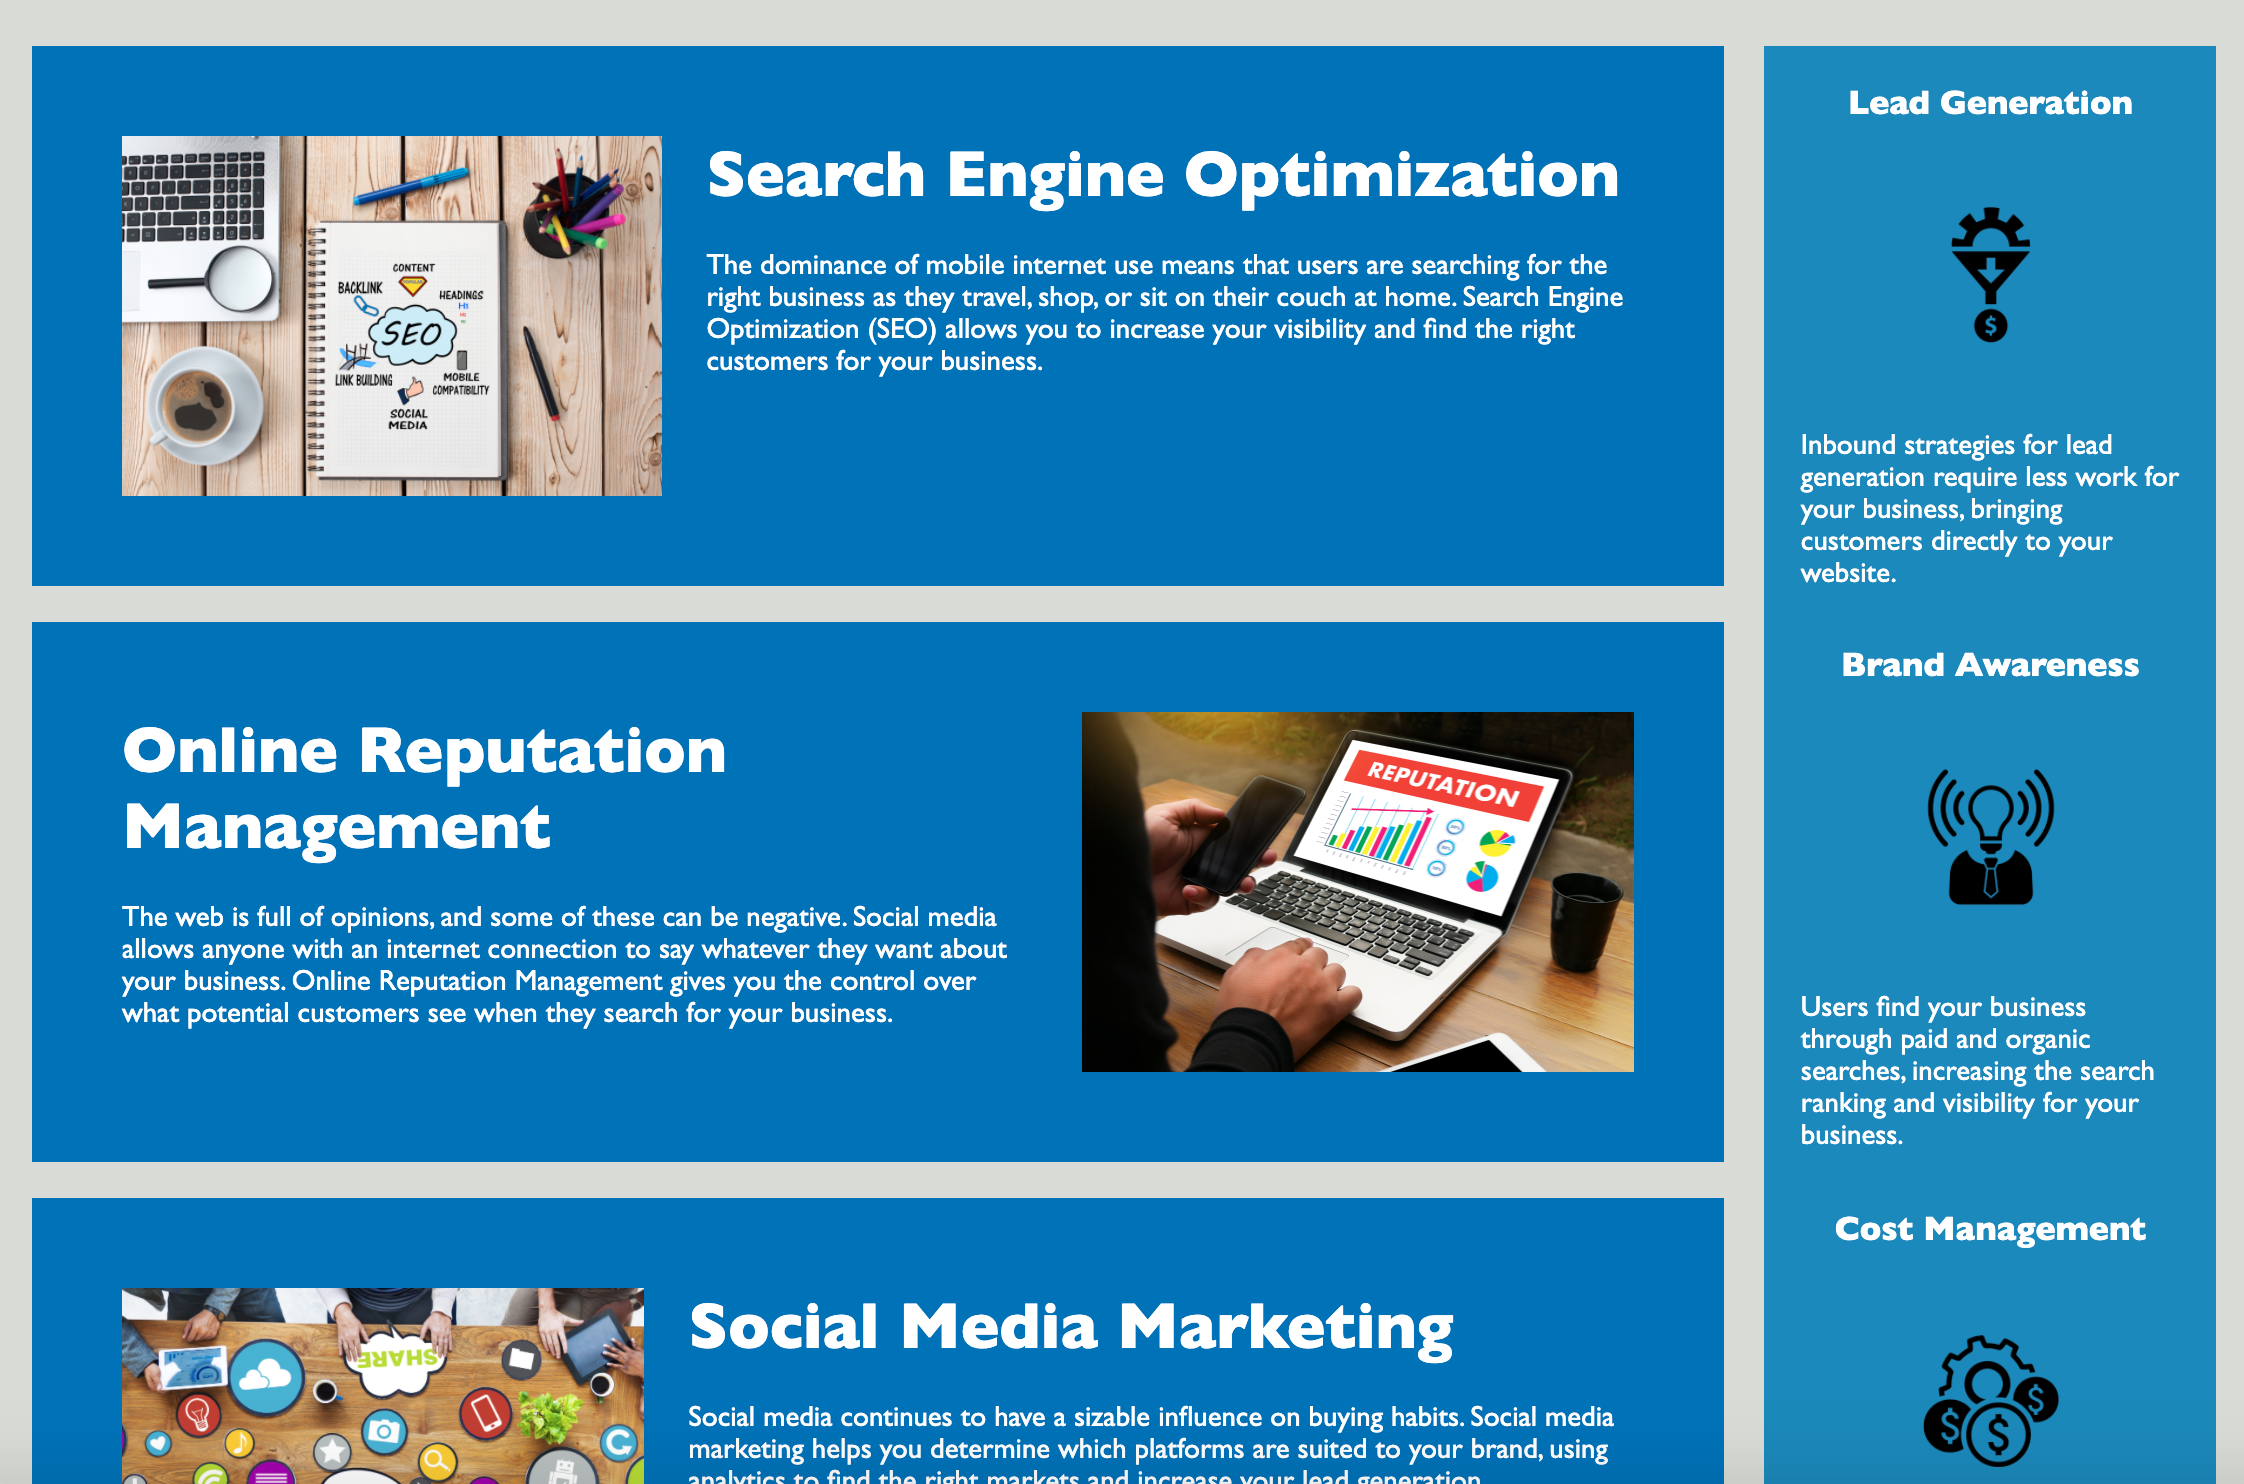 Search Engine Optimization
The dominance of mobile internet use means that users are searching for the
right business as they travel, shop, or sit on their couch at home. Search Engine
Optimization (SEO) allows you to increase your visibility and find the right
customers for your business.
CONTENT
BACKLINK
HEADINGS
H1
SEO
LINK BUILDING
MOBILE
COMPATIBILITY
SOCIAL
MEDIA
Online Reputation
Management
The web is full of opinions, and some of these can be negative. Social media
allows anyone with an internet connection to say whatever they want about
your business. Online Reputation Management gives you the control over
what potential customers see when they search for your business.
REPUTATION
Social Media Marketing
Social media continues to have a sizable influence on buying habits. Social media
marketing helps you determine which platforms are suited to your brand, using
analytics to find the right markets and increase your lead generation.
SHARE
Lead Generation
$
Inbound strategies for lead
generation require less work for
your business, bringing
customers directly to your
website.
Brand Awareness
Users find your business
through paid and organic
searches, increasing the search
ranking and visibility for your
business.
Cost Management
$
$
$